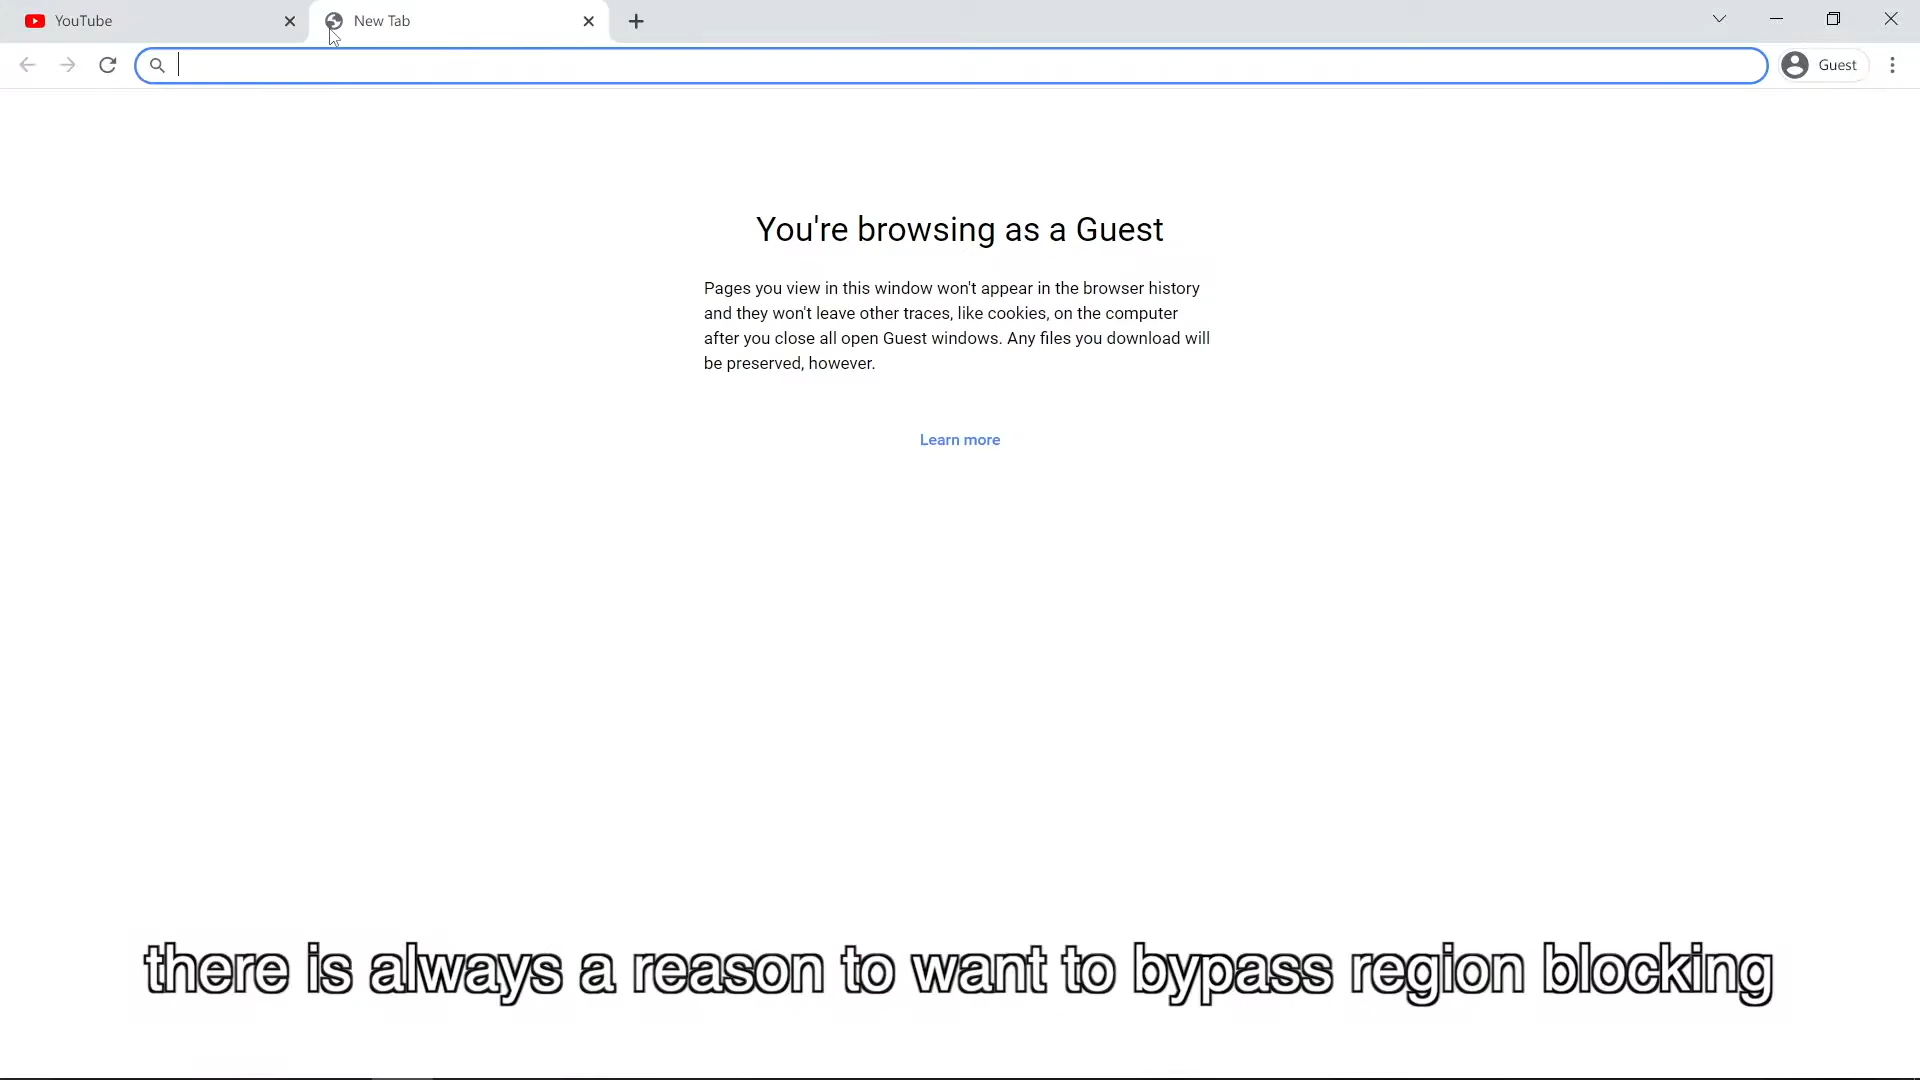 YouTube
New Tab
Guest
You're browsing as a Guest
Pages you view in this window won't appear in the browser history
and they won't leave other traces, like cookies, on the computer
after you close all open Guest windows. Any files you download will
be preserved, however.
Learn more
there is always a reason to want to bypass region blocking